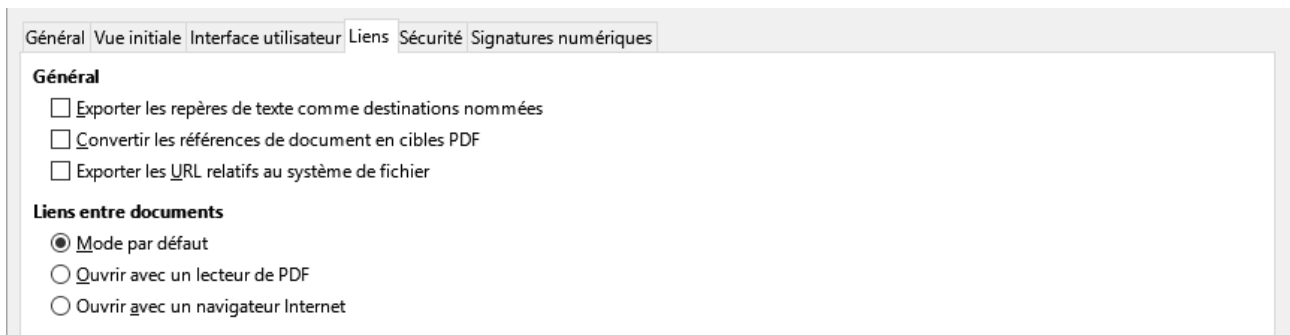 Général Vue initiale Interface utilisateur Liens Sécurité Signatures numériques
Général
Exporter les repères de texte comme destinations nommées
Convertir les références de document en cibles PDF
Exporter les URL relatifs au système de fichier
Liens entre documents
Mode par défaut
Ouvrir avec un lecteur de PDF
Ouvrir avec un navigateur Internet